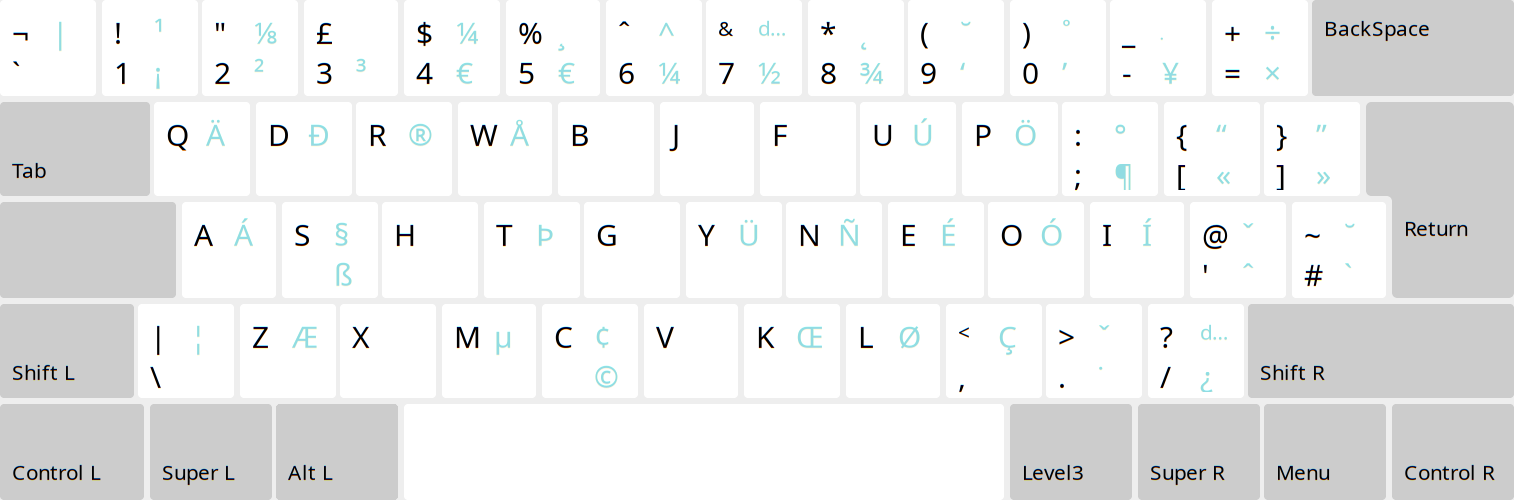 ¬ | ! ¹ " ⅛ £ $ ¼ % ¸ ˆ ^ & d... * ˛ ( ˘ ) ° _ ˙ + ÷ BackSpace
` 1 ¡ 2 ² 3 ³ 4 € 5 € 6 ¼ 7 ½ 8 ¾ 9 ‘ 0 ’ - ¥ = ×
Q Ä D Đ R ® W Å B J F U Ú P Ö : ° { “ } ”
Tab ; ¶ [ « ] »
A Á S § H T Þ G Y Ü N Ñ E É O Ó I Í @ ˇ ~ ˘ Return
ß ' ˆ # `
| ¦ Z Æ X M µ C ¢ V K Œ L Ø < Ç > ˇ ? d...
Shift L \ © , . ˙ / ¿ Shift R
Control L Super L Alt L Level3 Super R Menu Control R